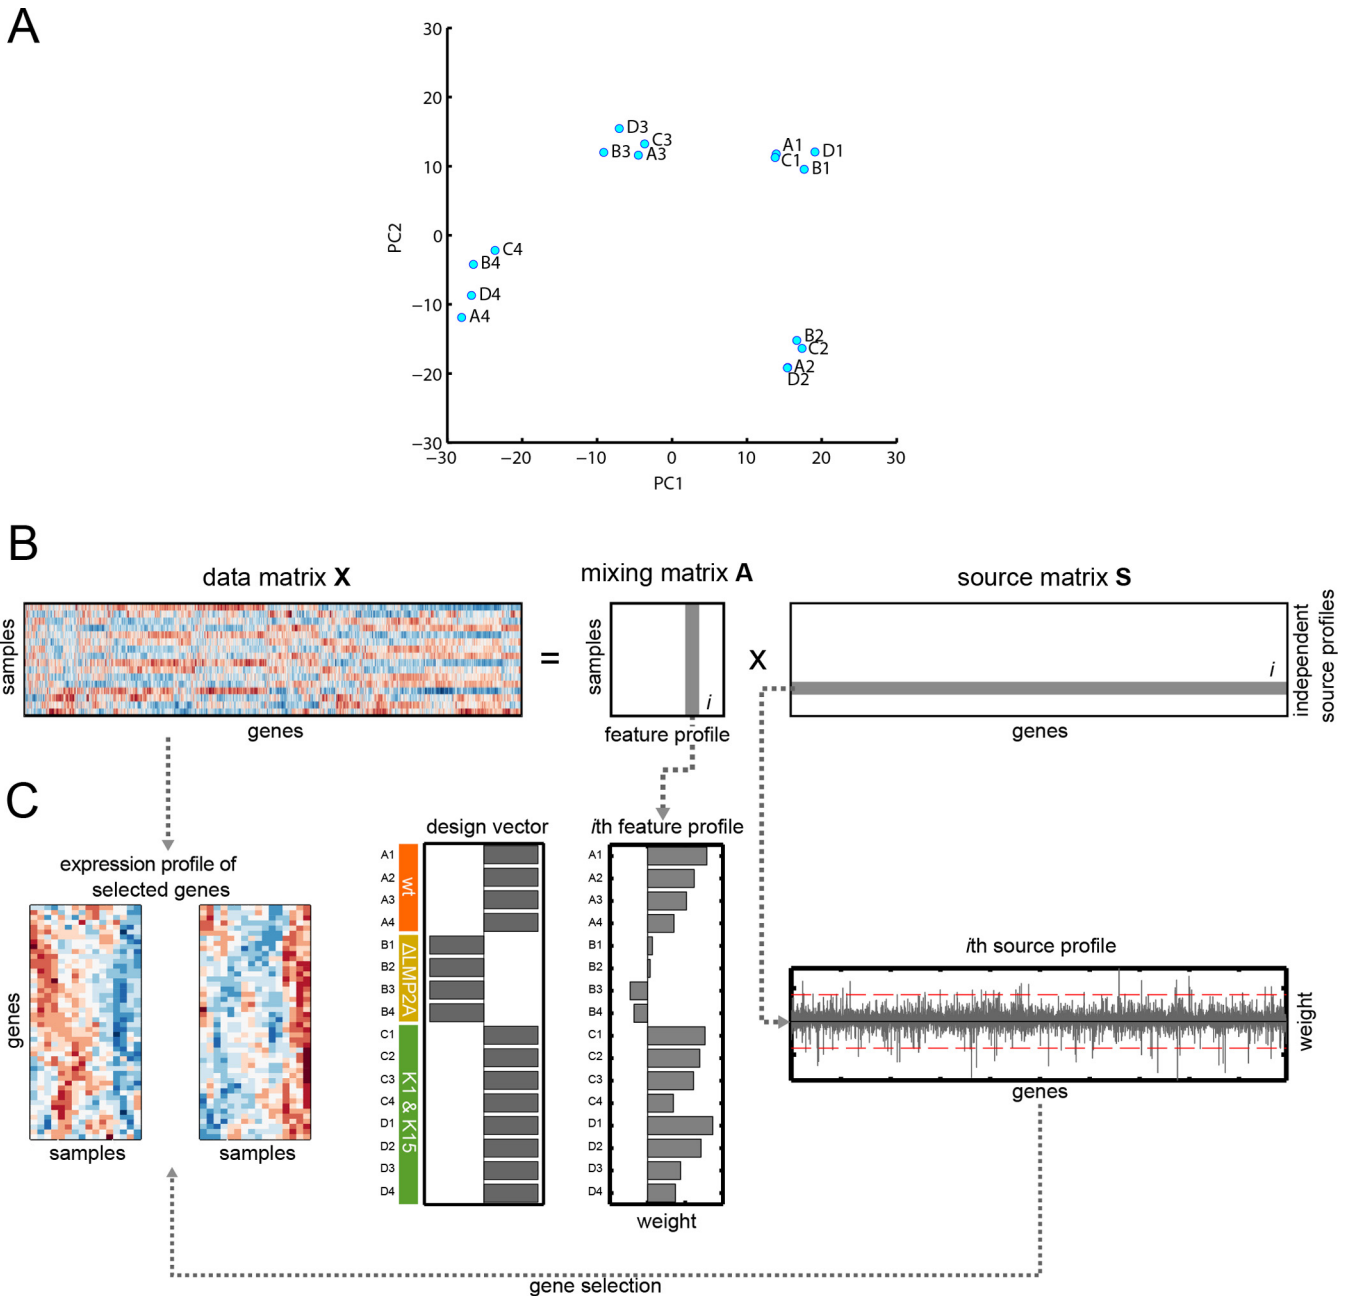 A
30
20
10
0
−10
−20
−30
−30 −20 −10 0 10 20 30
PC2
PC1
D3
C3
B3 A3
A1 D1
C1 B1
C4
B4
D4
A4
B2
C2
A2
D2
B
data matrix X
mixing matrix A
source matrix S
samples
genes
=
samples
i
feature profile
x
i
genes
independent
source profiles
C
expression profile of
selected genes
genes
samples
samples
design vector
ith feature profile
A1
A2
A3
A4
B1
B2
B3
B4
C1
C2
C3
C4
D1
D2
D3
D4
wt
ΔLMP2A
K1 & K15
A1
A2
A3
A4
B1
B2
B3
B4
C1
C2
C3
C4
D1
D2
D3
D4
weight
ith source profile
weight
genes
gene selection